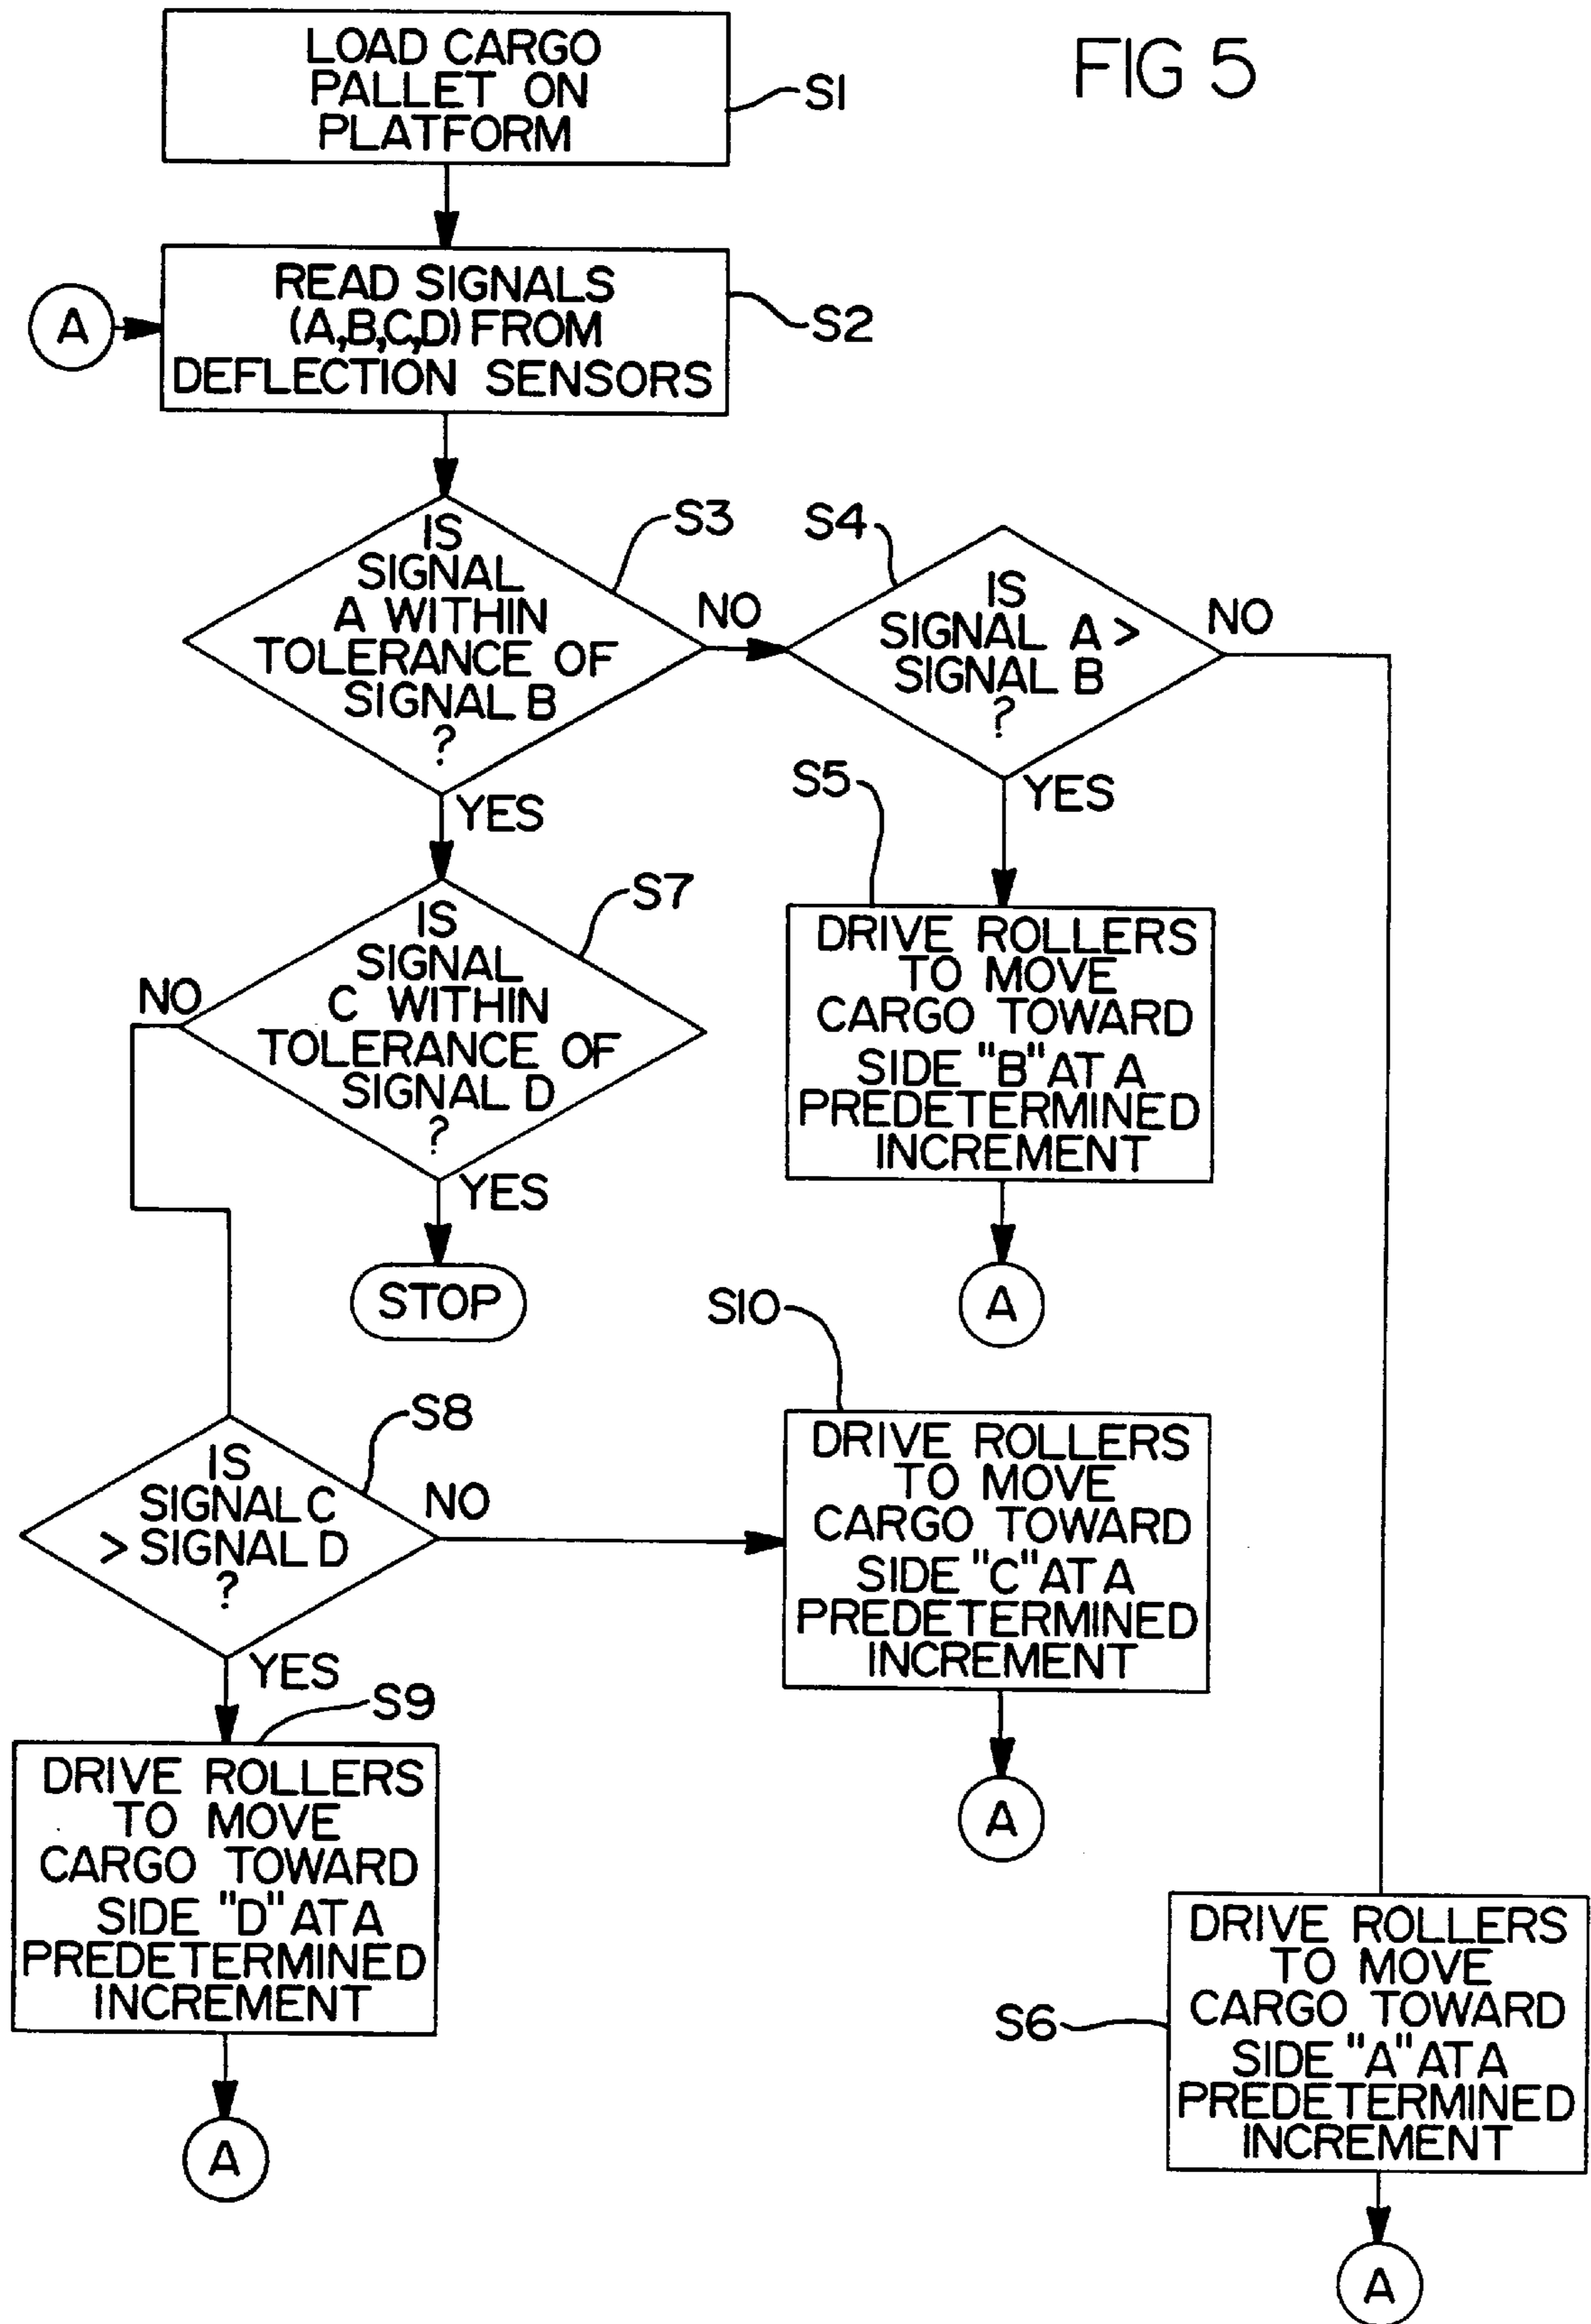 FIG 5
LOAD CARGO
PALLET ON
PLATFORM
S1
A
READ SIGNALS
(A,B,C,D) FROM
DEFLECTION SENSORS
S2
IS
SIGNAL
A WITHIN
TOLERANCE OF
SIGNAL B
?
S3
NO
YES
S4
IS
SIGNAL A >
SIGNAL B
?
NO
YES
S5
DRIVE ROLLERS
TO MOVE
CARGO TOWARD
SIDE "B" AT A
PREDETERMINED
INCREMENT
A
S7
IS
SIGNAL
C WITHIN
TOLERANCE OF
SIGNAL D
?
NO
YES
STOP
S8
IS
SIGNAL C
> SIGNAL D
?
NO
YES
S10
DRIVE ROLLERS
TO MOVE
CARGO TOWARD
SIDE "C" AT A
PREDETERMINED
INCREMENT
A
S9
DRIVE ROLLERS
TO MOVE
CARGO TOWARD
SIDE "D" AT A
PREDETERMINED
INCREMENT
A
S6
DRIVE ROLLERS
TO MOVE
CARGO TOWARD
SIDE "A" AT A
PREDETERMINED
INCREMENT
A